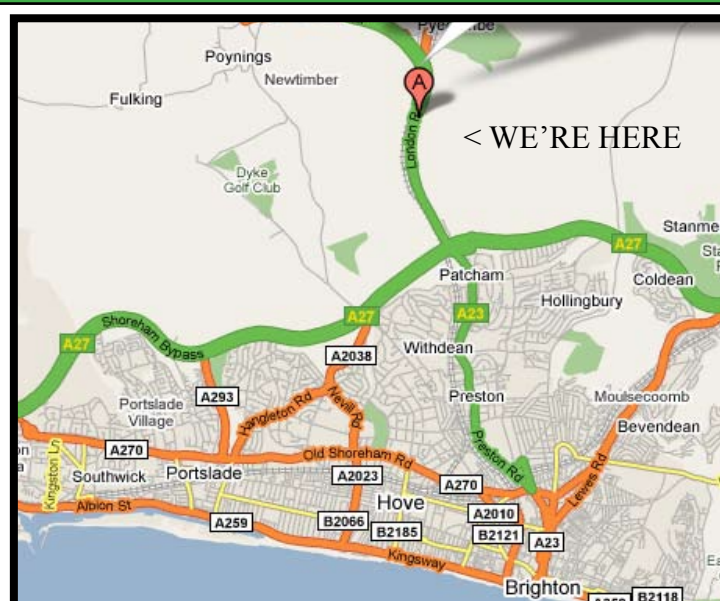 Poynings
Newtimber
Fulking
A
London Rd
< WE'RE HERE
Dyke
Golf Club
A27
Patcham
Coldean
Hollingbury
Shoreham Bypass
A27
A27
A23
A2038
Withdean
A293
Hangleton Rd
Nevill Rd
Preston
Moulsecoomb
Bevendean
Portslade
Village
A270
Old Shoreham Rd
Preston Rd
Lewes Rd
Kingston Ln
Southwick
Portslade
A2023
A270
Hove
Albion St
A259
B2066
B2185
A2010
B2121
A23
Kingsway
Brighton
B2118